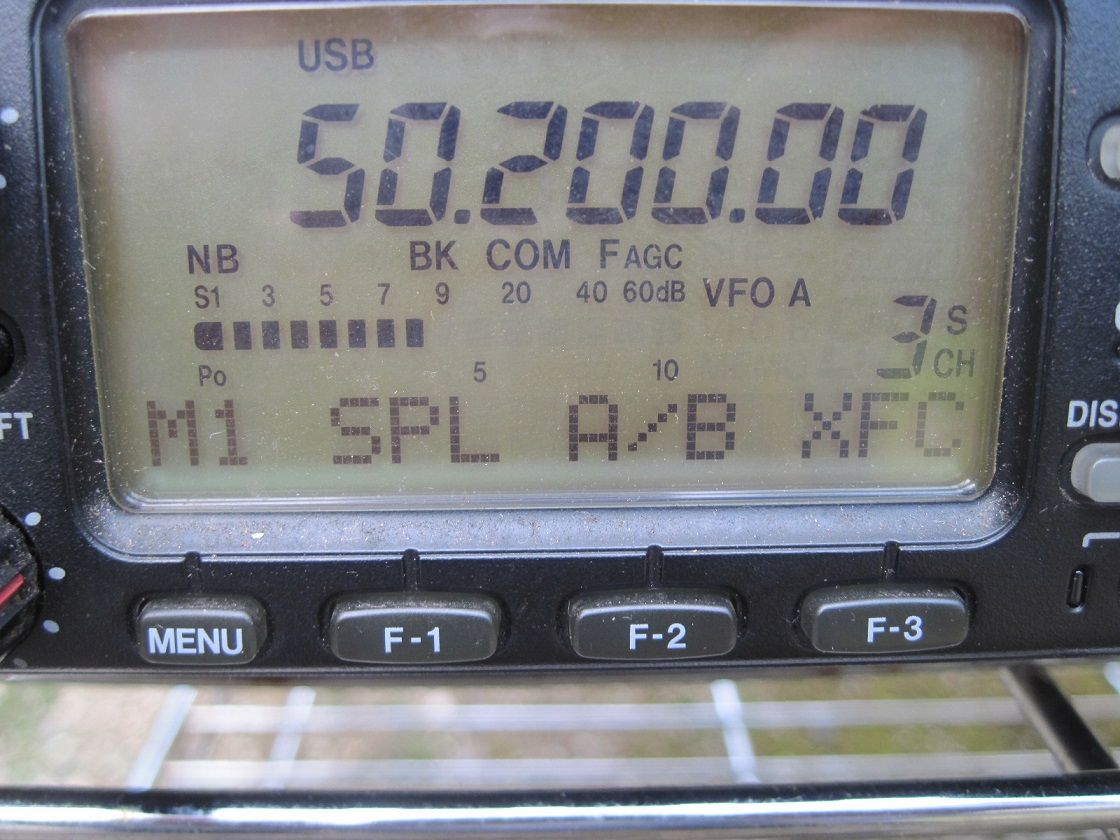 USB
50.200.00
NB BK COM FAGC
S1 3 5 7 9 20 40 60dB VFO A 3 S
CH
Po 5 10
M1 SPL A/B XFC
MENU F-1 F-2 F-3
FT
DIS